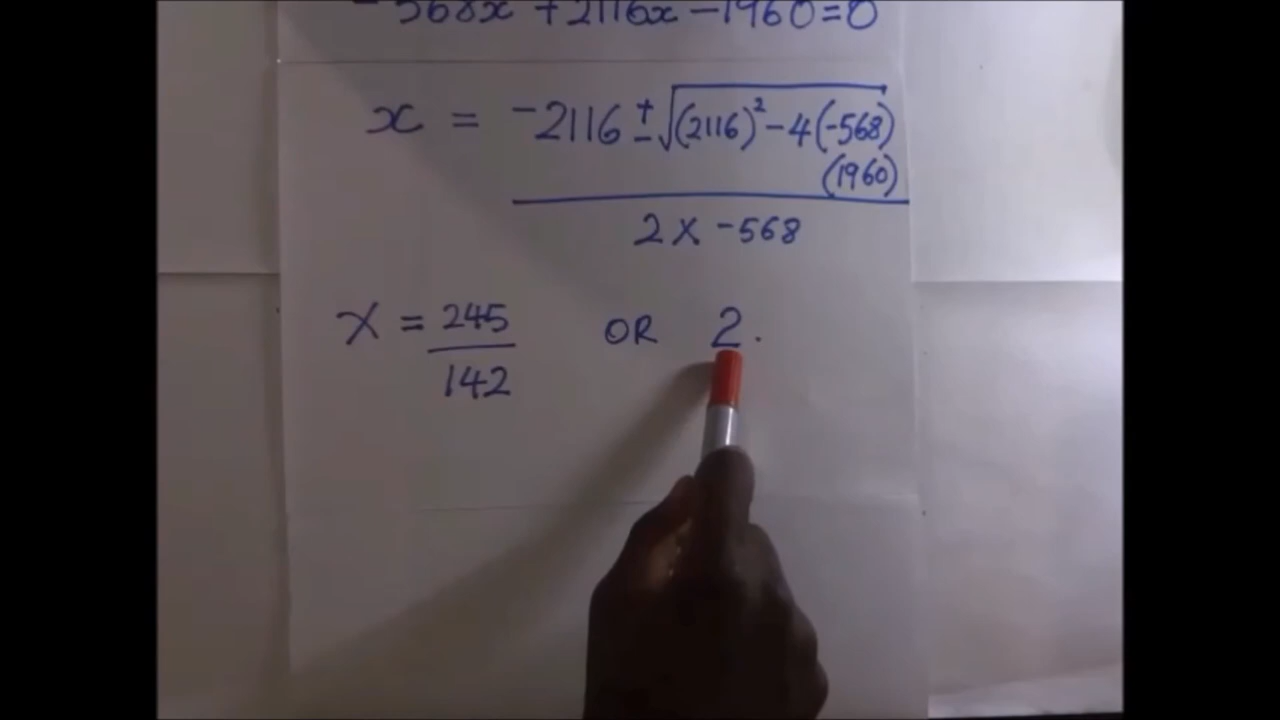 -568x + 2116x - 1960 = 0
x = -2116 ± √(2116)² - 4(-568)
(1960)
2 x -568
x = 245 OR 2.
142